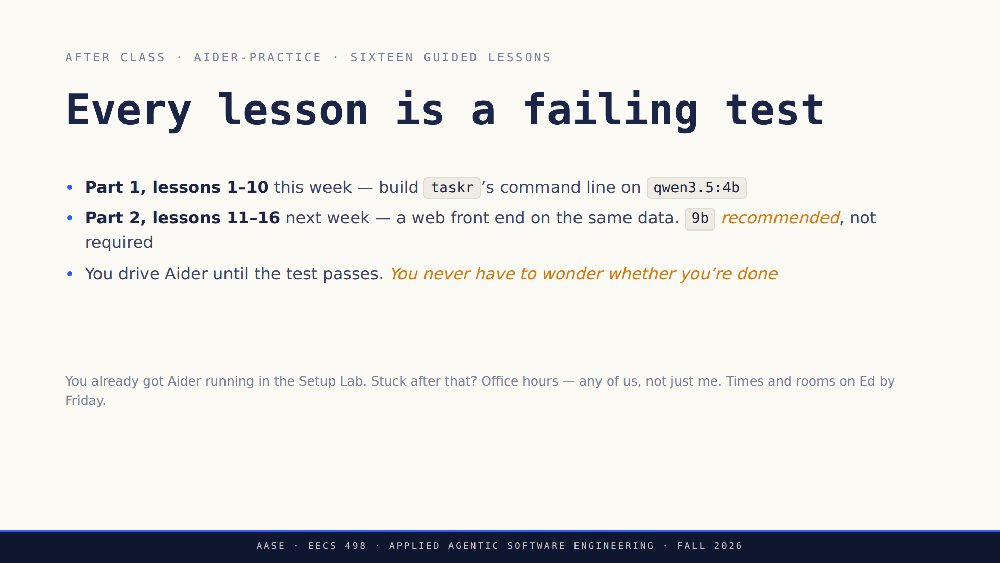 AFTER CLASS · AIDER-PRACTICE · SIXTEEN GUIDED LESSONS
Every lesson is a failing test
• Part 1, lessons 1–10 this week — build taskr’s command line on qwen3.5:4b
• Part 2, lessons 11–16 next week — a web front end on the same data. 9b recommended, not
required
• You drive Aider until the test passes. You never have to wonder whether you’re done
You already got Aider running in the Setup Lab. Stuck after that? Office hours — any of us, not just me. Times and rooms on Ed by
Friday.
AASE · EECS 498 · APPLIED AGENTIC SOFTWARE ENGINEERING · FALL 2026